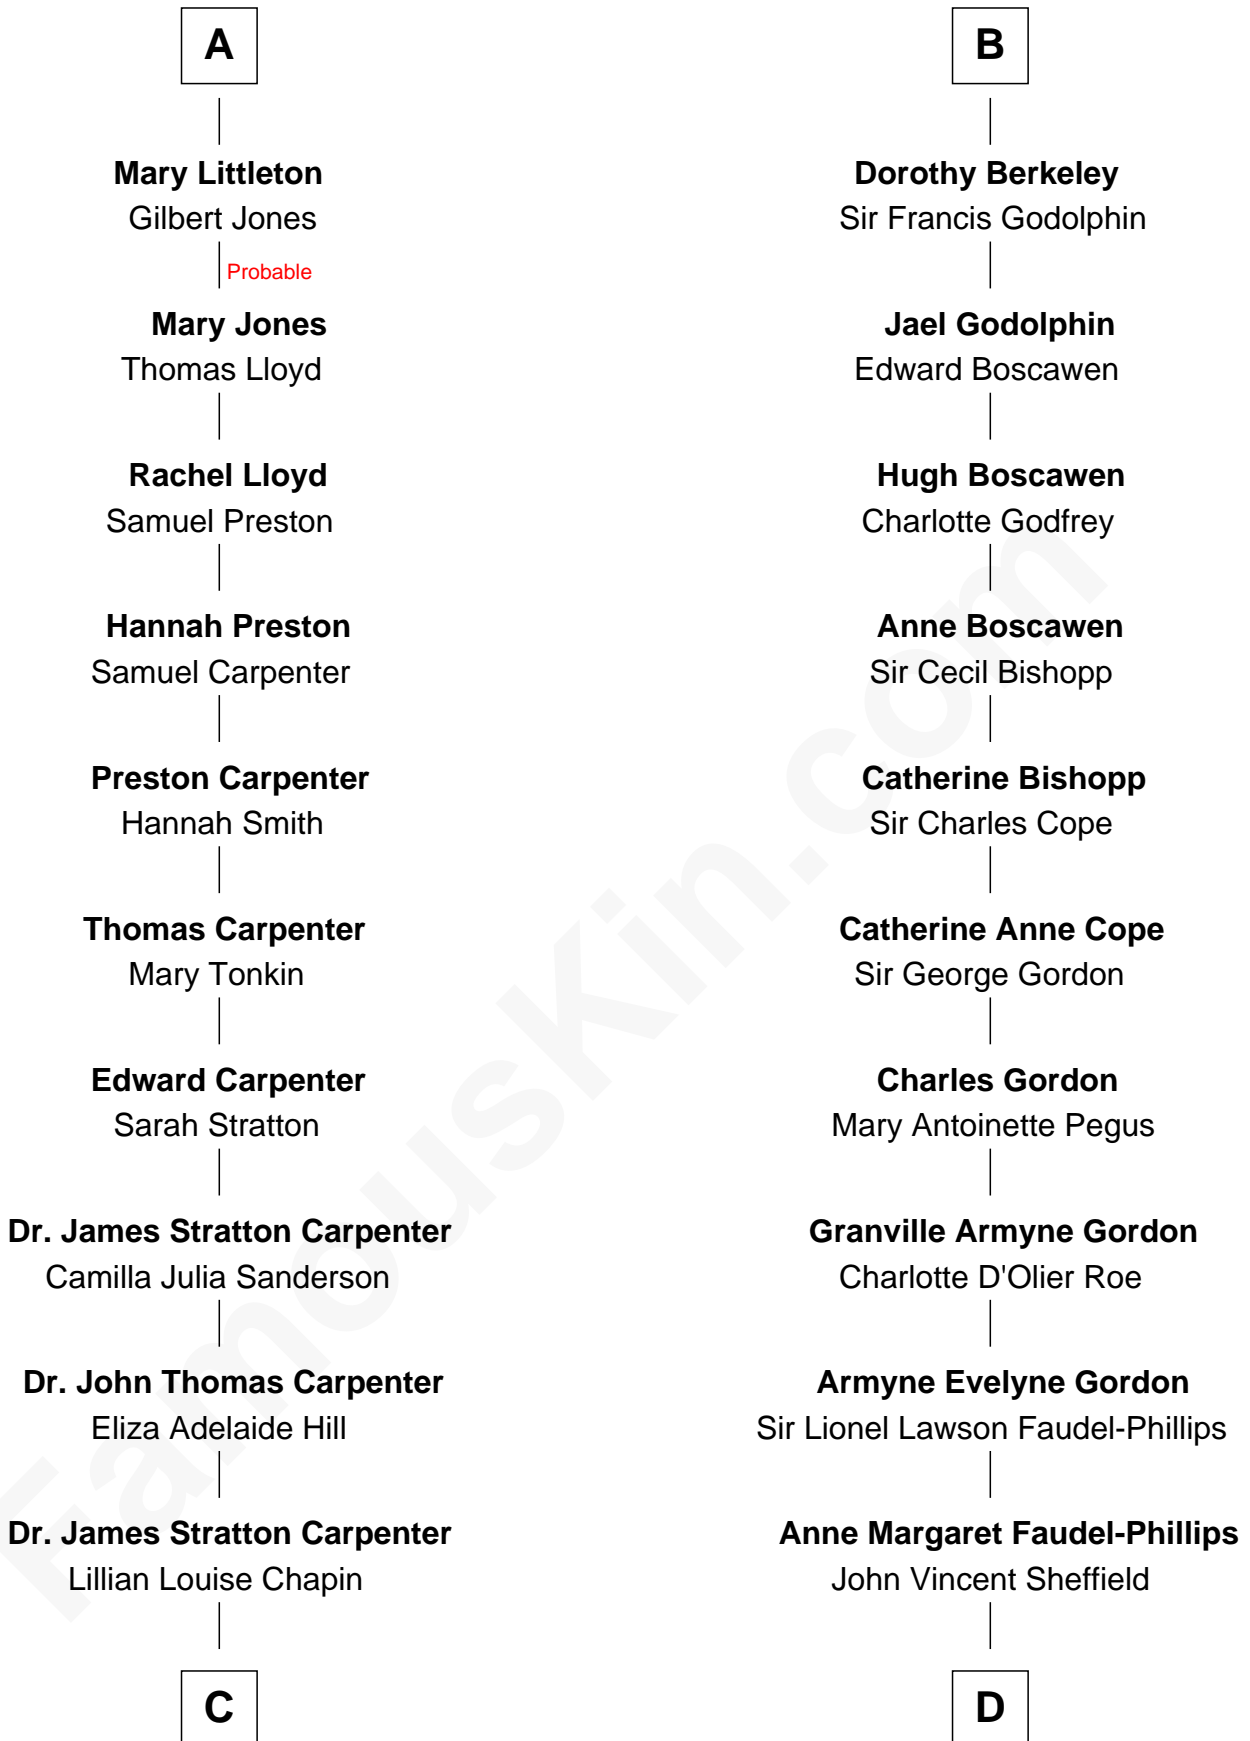 A
Mary Littleton
Gilbert Jones
Probable
Mary Jones
Thomas Lloyd
Rachel Lloyd
Samuel Preston
Hannah Preston
Samuel Carpenter
Preston Carpenter
Hannah Smith
Thomas Carpenter
Mary Tonkin
Edward Carpenter
Sarah Stratton
Dr. James Stratton Carpenter
Camilla Julia Sanderson
Dr. John Thomas Carpenter
Eliza Adelaide Hill
Dr. James Stratton Carpenter
Lillian Louise Chapin
C
B
Dorothy Berkeley
Sir Francis Godolphin
Jael Godolphin
Edward Boscawen
Hugh Boscawen
Charlotte Godfrey
Anne Boscawen
Sir Cecil Bishopp
Catherine Bishopp
Sir Charles Cope
Catherine Anne Cope
Sir George Gordon
Charles Gordon
Mary Antoinette Pegus
Granville Armyne Gordon
Charlotte D'Olier Roe
Armyne Evelyne Gordon
Sir Lionel Lawson Faudel-Phillips
Anne Margaret Faudel-Phillips
John Vincent Sheffield
D
FamousKin.com